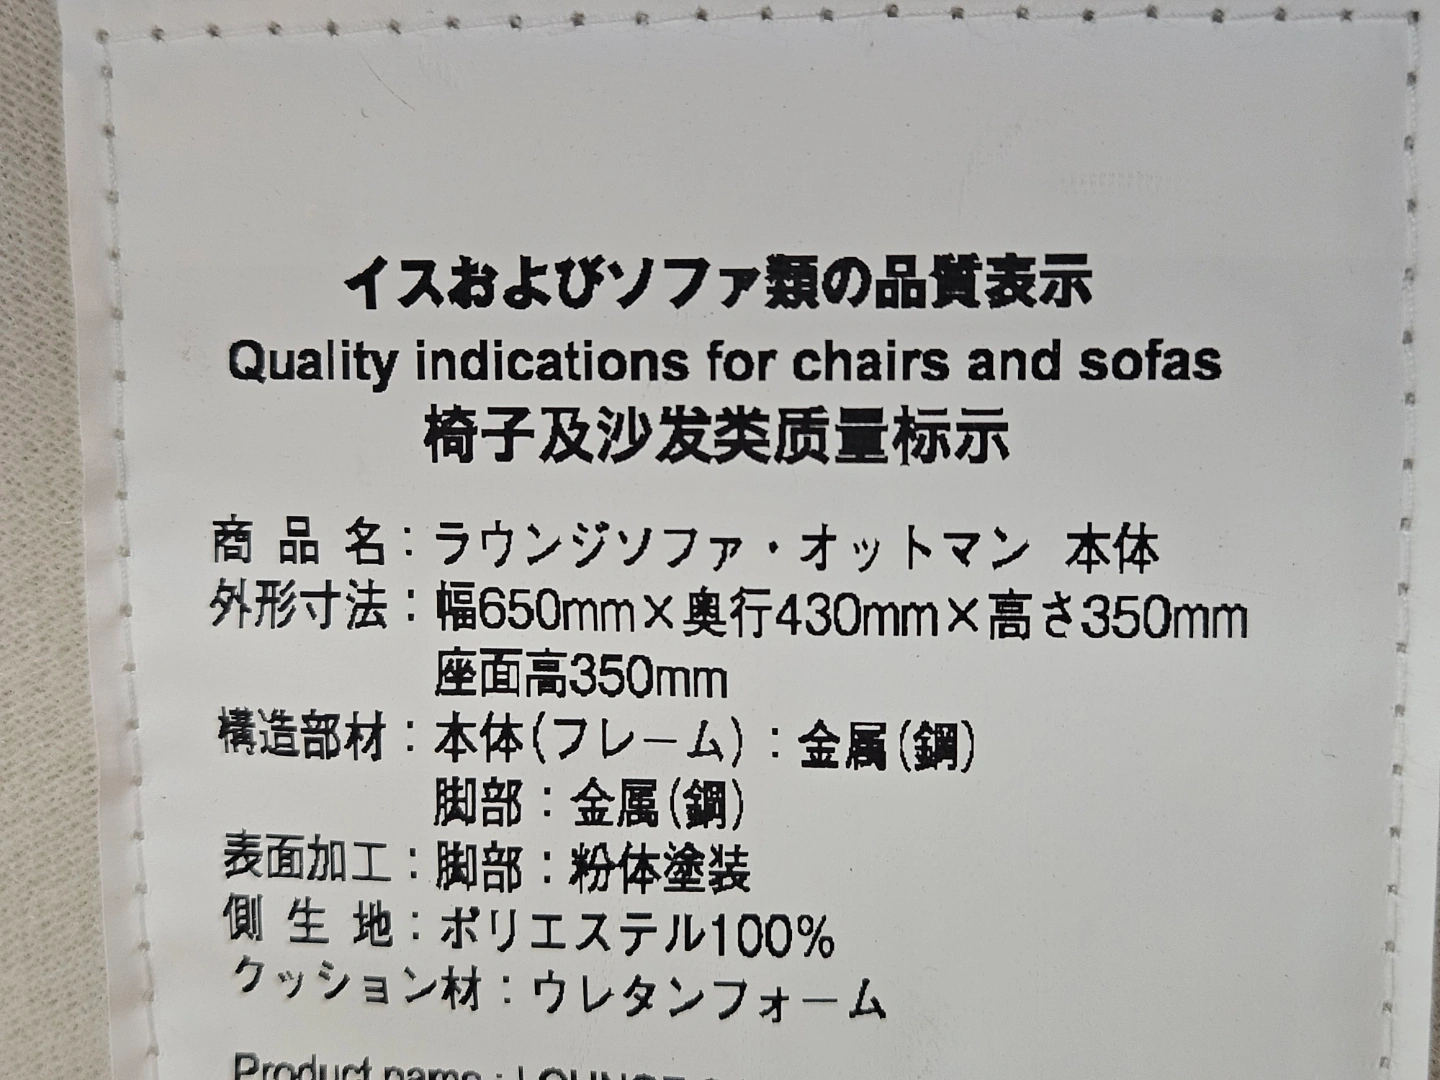 イスおよびソファ類の品質表示
Quality indications for chairs and sofas
椅子及沙发类质量标示
商品名：ラウンジソファ・オットマン 本体
外形寸法：幅650mm×奥行430mm×高さ350mm
座面高350mm
構造部材：本体(フレーム)：金属(鋼)
脚部：金属(鋼)
表面加工：脚部：粉体塗装
側生地：ポリエステル100%
クッション材：ウレタンフォーム
Product name : LOUNGE